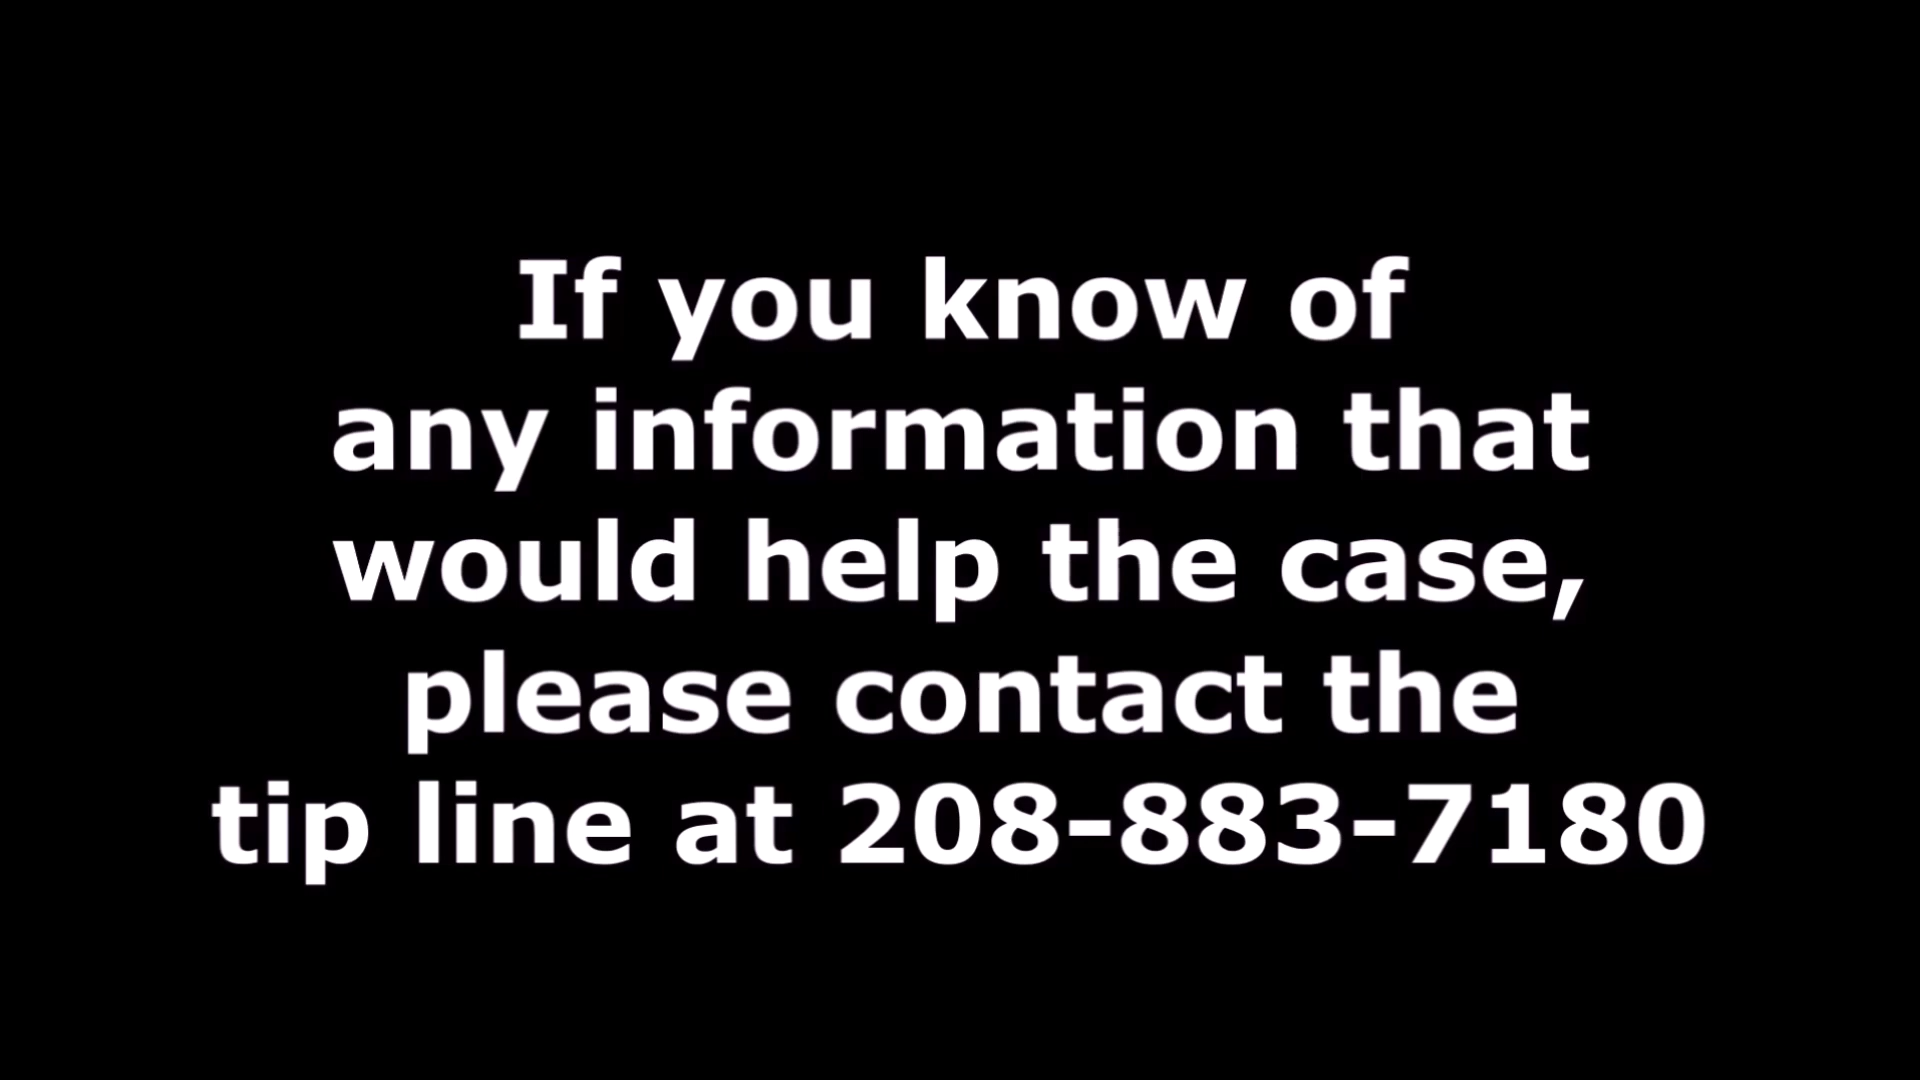 If you know of
any information that
would help the case,
please contact the
tip line at 208-883-7180